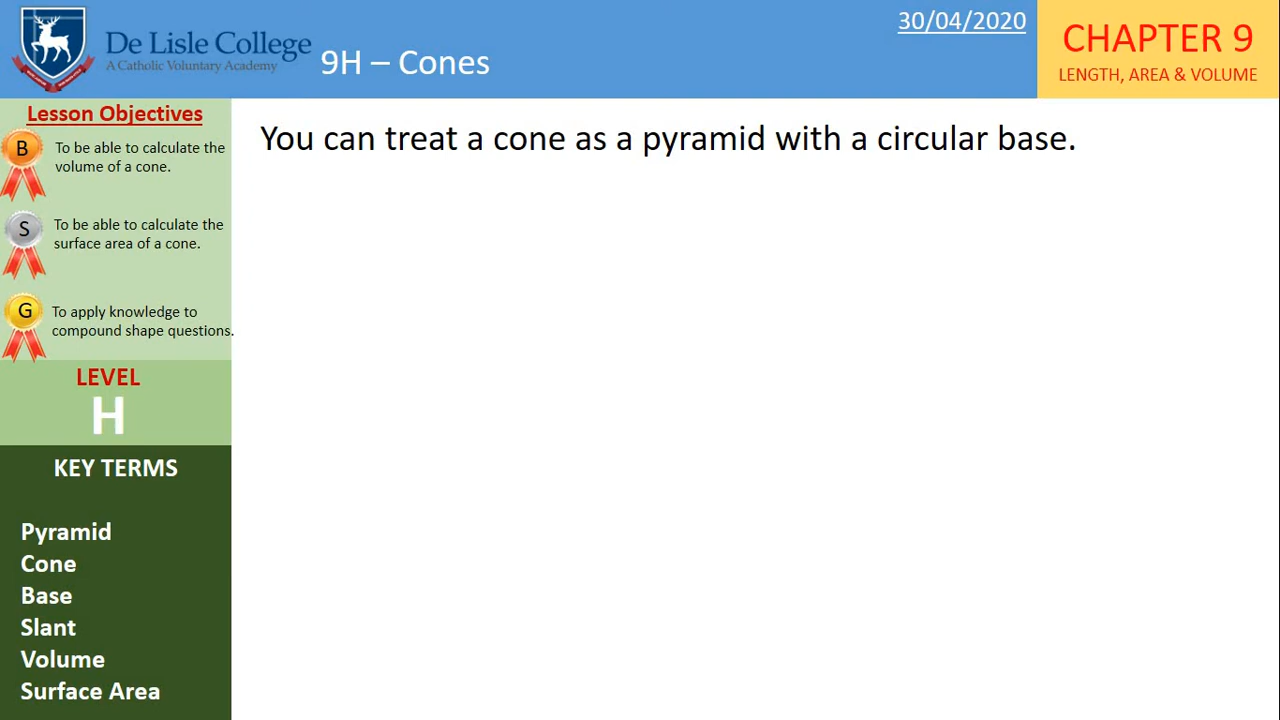 De Lisle College
A Catholic Voluntary Academy
9H – Cones
30/04/2020
CHAPTER 9
LENGTH, AREA & VOLUME
Lesson Objectives
B
To be able to calculate the
volume of a cone.
S
To be able to calculate the
surface area of a cone.
G
To apply knowledge to
compound shape questions.
LEVEL
H
KEY TERMS
Pyramid
Cone
Base
Slant
Volume
Surface Area
You can treat a cone as a pyramid with a circular base.